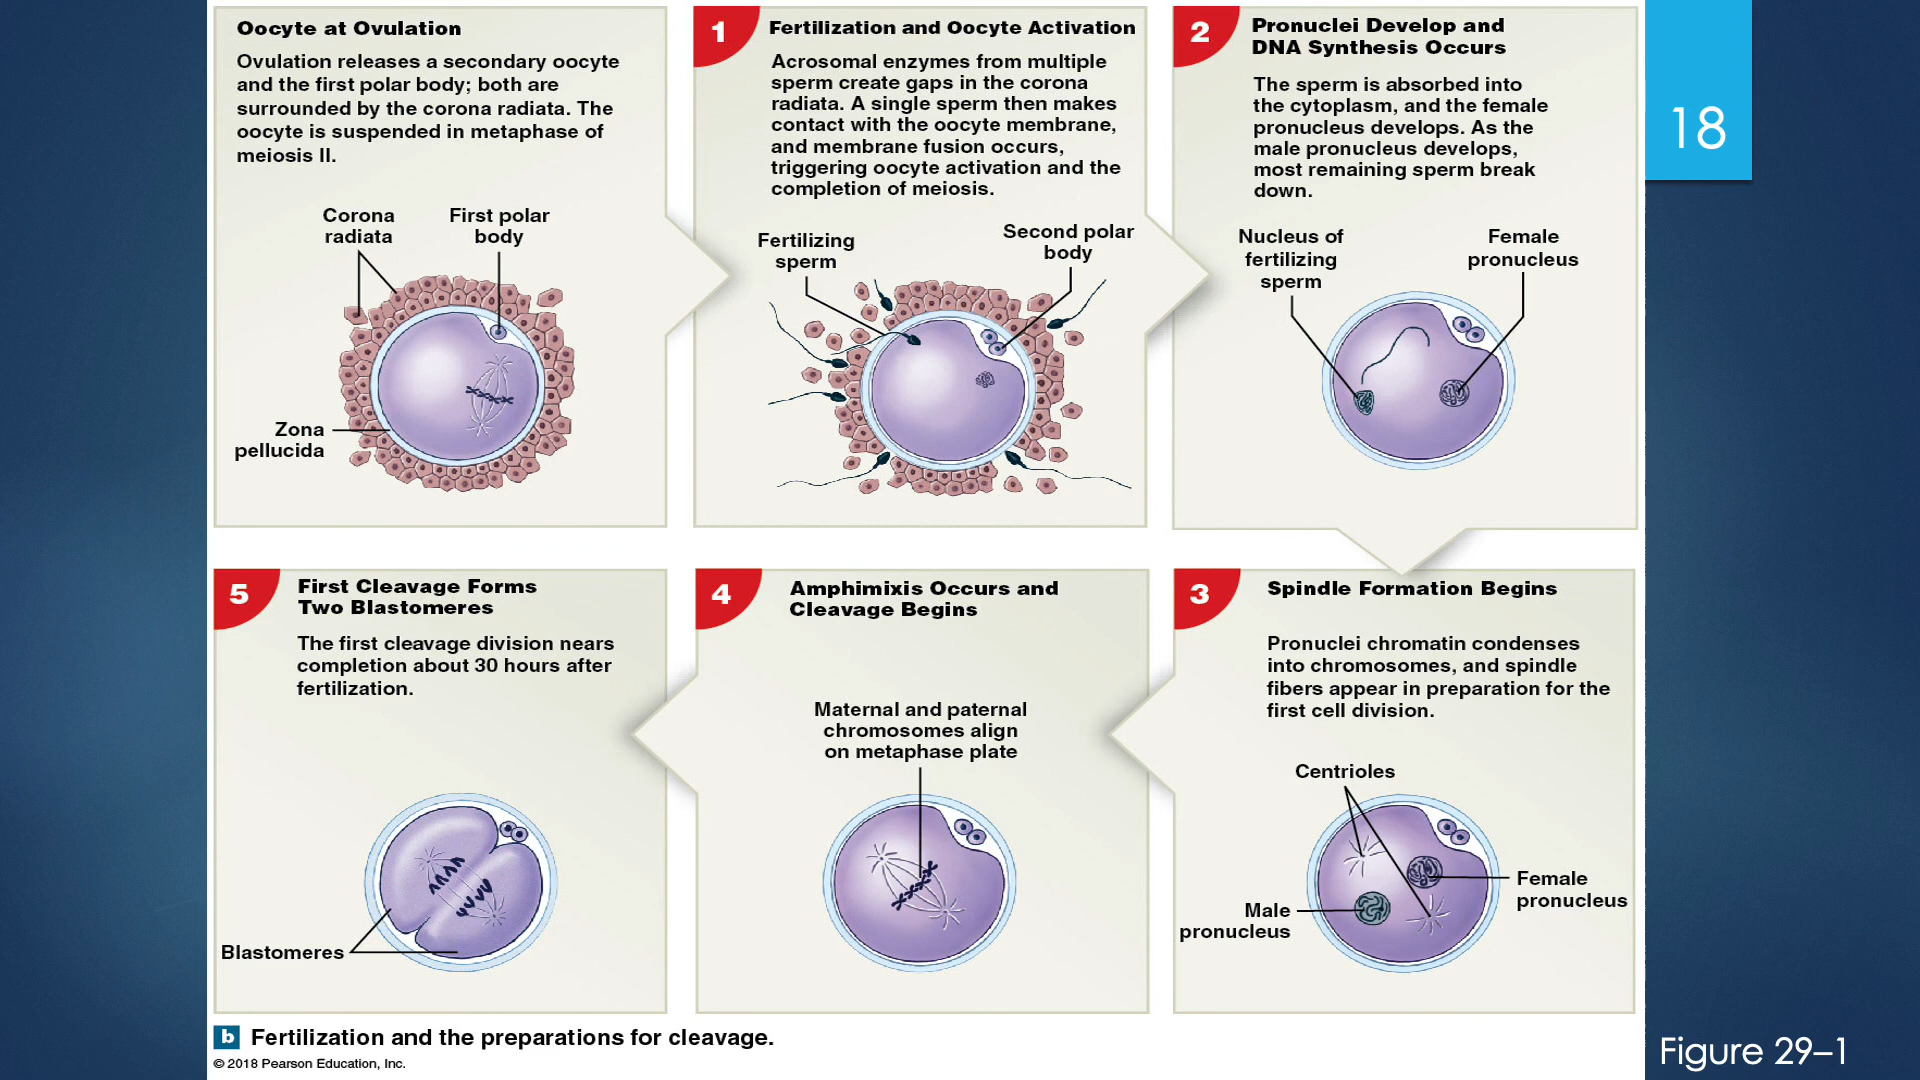 Oocyte at Ovulation
Ovulation releases a secondary oocyte
and the first polar body; both are
surrounded by the corona radiata. The
oocyte is suspended in metaphase of
meiosis II.
Corona
radiata
First polar
body
Zona
pellucida
1
Fertilization and Oocyte Activation
Acrosomal enzymes from multiple
sperm create gaps in the corona
radiata. A single sperm then makes
contact with the oocyte membrane,
and membrane fusion occurs,
triggering oocyte activation and the
completion of meiosis.
Fertilizing
sperm
Second polar
body
2
Pronuclei Develop and
DNA Synthesis Occurs
The sperm is absorbed into
the cytoplasm, and the female
pronucleus develops. As the
male pronucleus develops,
most remaining sperm break
down.
Nucleus of
fertilizing
sperm
Female
pronucleus
18
3
Spindle Formation Begins
Pronuclei chromatin condenses
into chromosomes, and spindle
fibers appear in preparation for the
first cell division.
Centrioles
Male
pronucleus
Female
pronucleus
4
Amphimixis Occurs and
Cleavage Begins
Maternal and paternal
chromosomes align
on metaphase plate
5
First Cleavage Forms
Two Blastomeres
The first cleavage division nears
completion about 30 hours after
fertilization.
Blastomeres
b Fertilization and the preparations for cleavage.
© 2018 Pearson Education, Inc.
Figure 29–1